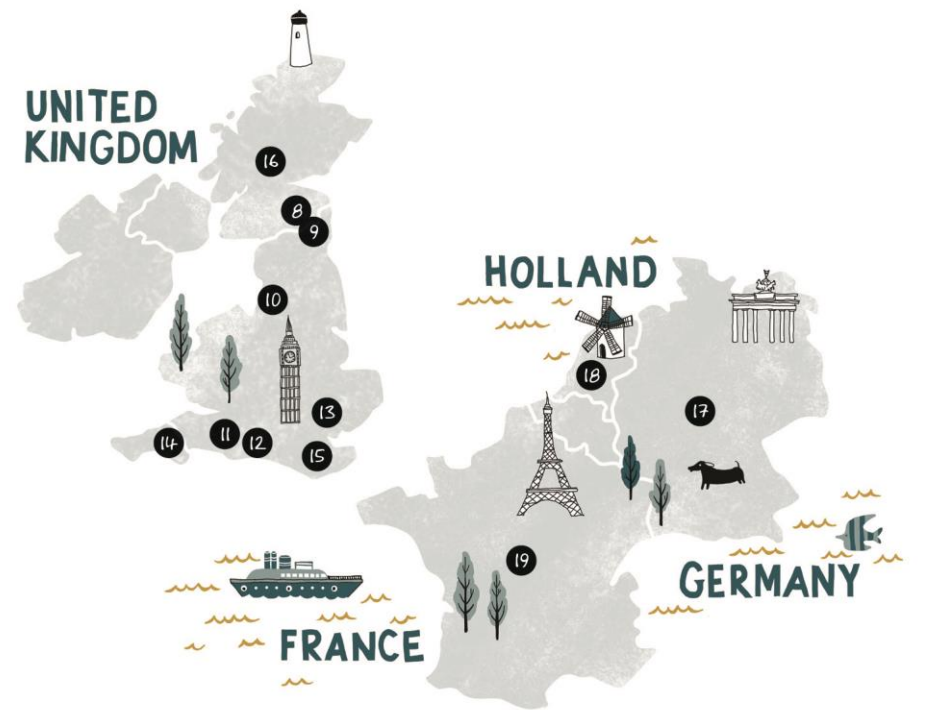 UNITED
KINGDOM
16
8
9
HOLLAND
10
18
13
17
14
11
12
15
19
GERMANY
FRANCE